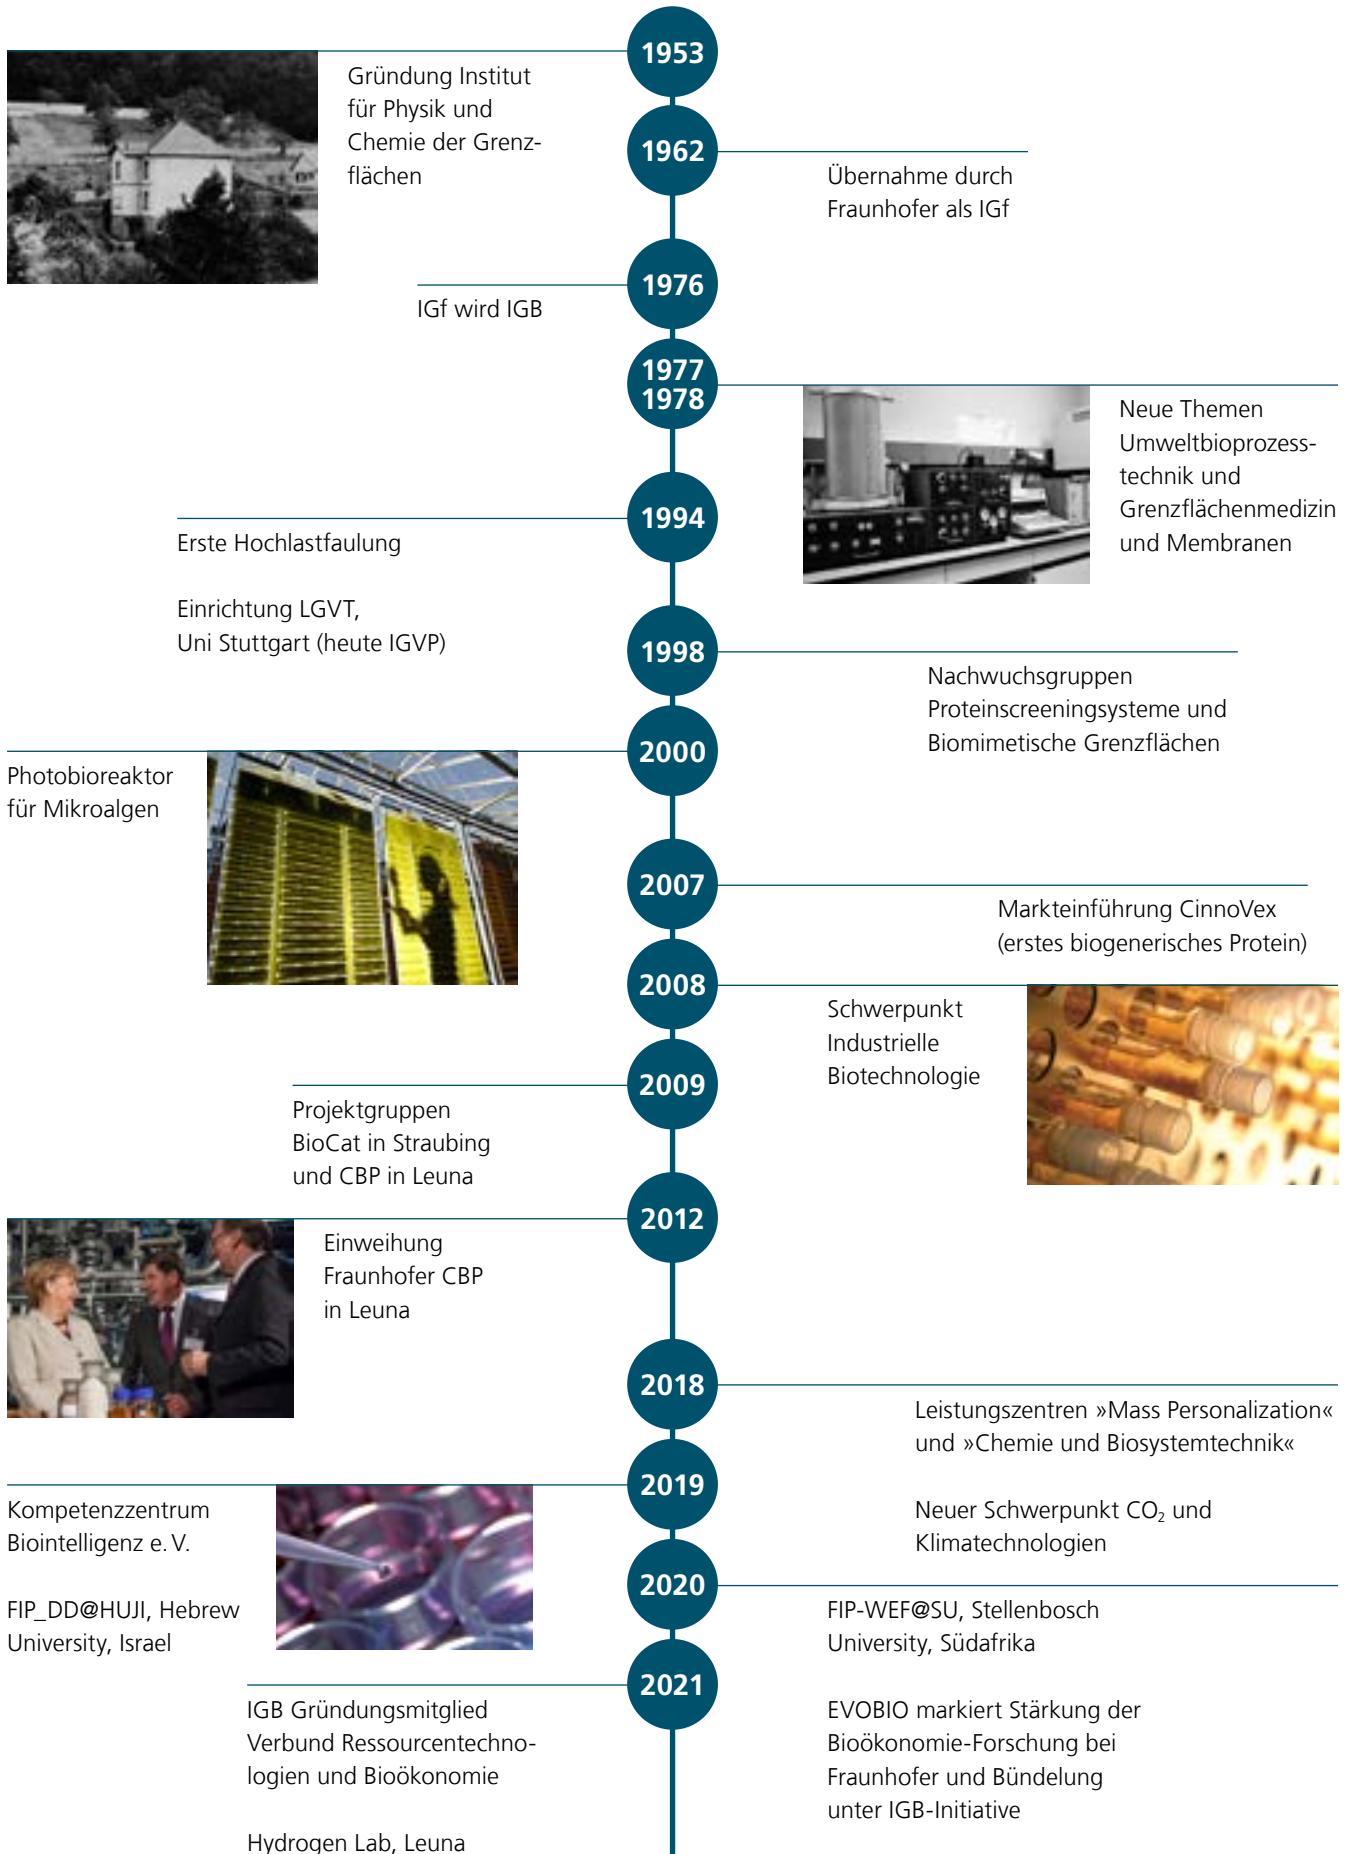 1953
Gründung Institut
für Physik und
Chemie der Grenz-
flächen
1962
Übernahme durch
Fraunhofer als IGf
1976
IGf wird IGB
1977
1978
Neue Themen
Umweltbioprozess-
technik und
Grenzflächenmedizin
und Membranen
1994
Erste Hochlastfaulung
Einrichtung LGVT,
Uni Stuttgart (heute IGVP)
1998
Nachwuchsgruppen
Proteinscreeningsysteme und
Biomimetische Grenzflächen
2000
Photobioreaktor
für Mikroalgen
2007
Markteinführung CinnoVex
(erstes biogenerisches Protein)
2008
Schwerpunkt
Industrielle
Biotechnologie
2009
Projektgruppen
BioCat in Straubing
und CBP in Leuna
2012
Einweihung
Fraunhofer CBP
in Leuna
2018
Leistungszentren »Mass Personalization«
und »Chemie und Biosystemtechnik«
Neuer Schwerpunkt CO₂ und
Klimatechnologien
2019
Kompetenzzentrum
Biointelligenz e. V.
FIP_DD@HUJI, Hebrew
University, Israel
2020
FIP-WEF@SU, Stellenbosch
University, Südafrika
EVOBIO markiert Stärkung der
Bioökonomie-Forschung bei
Fraunhofer und Bündelung
unter IGB-Initiative
2021
IGB Gründungsmitglied
Verbund Ressourcentechno-
logien und Bioökonomie
Hydrogen Lab, Leuna